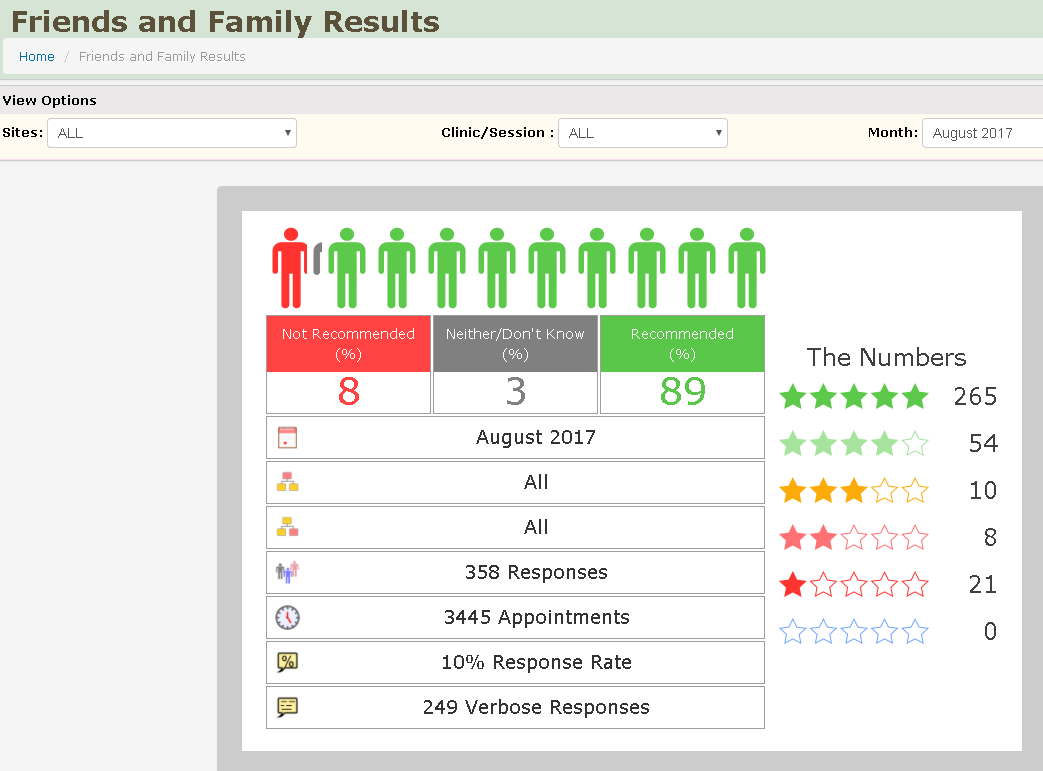 Friends and Family Results
Home / Friends and Family Results
View Options
Sites: ALL Clinic/Session : ALL Month: August 2017
Not Recommended (%)
8
Neither/Don't Know (%)
3
Recommended (%)
89
August 2017
All
All
358 Responses
3445 Appointments
10% Response Rate
249 Verbose Responses
The Numbers
265
54
10
8
21
0